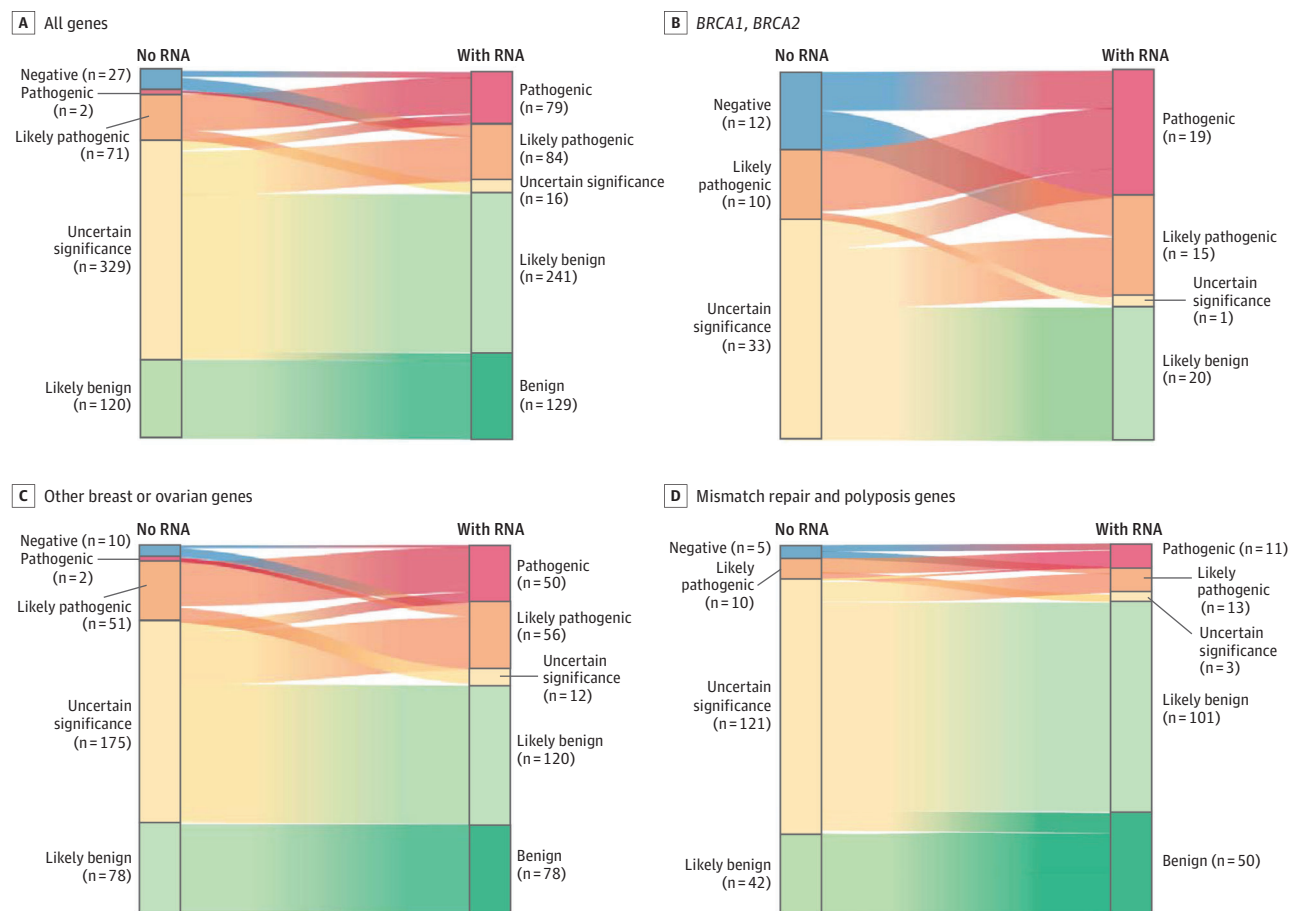 A All genes
No RNA
With RNA
Negative (n = 27)
Pathogenic
(n = 2)
Likely pathogenic
(n = 71)
Uncertain
significance
(n = 329)
Likely benign
(n = 120)
Pathogenic
(n = 79)
Likely pathogenic
(n = 84)
Uncertain significance
(n = 16)
Likely benign
(n = 241)
Benign
(n = 129)
B BRCA1, BRCA2
No RNA
With RNA
Negative
(n = 12)
Likely
pathogenic
(n = 10)
Uncertain
significance
(n = 33)
Pathogenic
(n = 19)
Likely pathogenic
(n = 15)
Uncertain
significance
(n = 1)
Likely benign
(n = 20)
C Other breast or ovarian genes
No RNA
With RNA
Negative (n = 10)
Pathogenic
(n = 2)
Likely pathogenic
(n = 51)
Uncertain
significance
(n = 175)
Likely benign
(n = 78)
Pathogenic
(n = 50)
Likely pathogenic
(n = 56)
Uncertain
significance
(n = 12)
Likely benign
(n = 120)
Benign
(n = 78)
D Mismatch repair and polyposis genes
No RNA
With RNA
Negative (n = 5)
Likely
pathogenic
(n = 10)
Uncertain
significance
(n = 121)
Likely benign
(n = 42)
Pathogenic (n = 11)
Likely
pathogenic
(n = 13)
Uncertain
significance
(n = 3)
Likely benign
(n = 101)
Benign (n = 50)